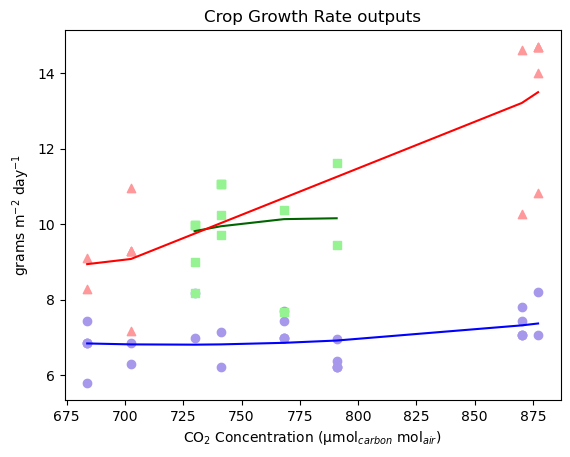 Crop Growth Rate outputs
grams m⁻² day⁻¹
14
12
10
8
6
675 700 725 750 775 800 825 850 875
CO₂ Concentration (μmol_carbon mol_air)